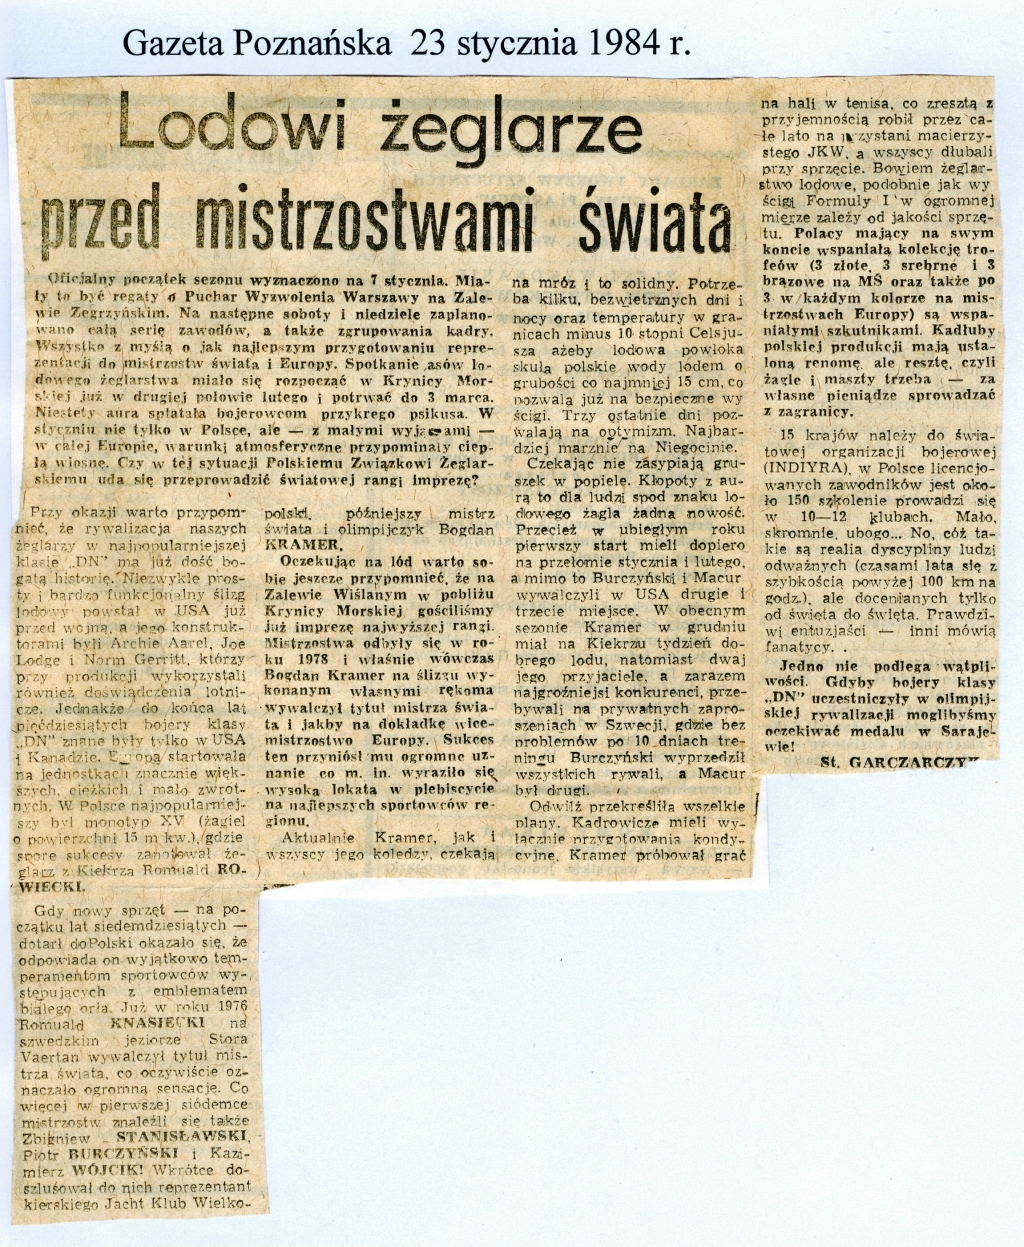 Gazeta Poznańska 23 stycznia 1984 r.
Lodowi żeglarze
przed mistrzostwami świata
Oficjalny początek sezonu wyznaczono na 7 stycznia. Mia-
ły to być regaty o Puchar Wyzwolenia Warszawy na Zale-
wie Zegrzyńskim. Na następne soboty i niedziele zaplano-
wano całą serię zawodów, a także zgrupowania kadry.
Wszystko z myślą o jak najlepszym przygotowaniu repre-
zentacji do mistrzostw świata i Europy. Spotkanie asów lo-
dowego żeglarstwa miało się rozpocząć w Krynicy Mor-
skiej już w drugiej połowie lutego i potrwać do 3 marca.
Niestety aura spłatała bojerowcom przykrego psikusa. W
styczniu nie tylko w Polsce, ale — z małymi wyjątkami —
w całej Europie, warunki atmosferyczne przypominały ciep-
łą wiosnę. Czy w tej sytuacji Polskiemu Związkowi Żeglar-
skiemu uda się przeprowadzić światowej rangi imprezę?
Przy okazji warto przypom-
nieć, że rywalizacja naszych
żeglarzy w najpopularniejszej
klasie „DN” ma już dość bo-
gatą historię. Niezwykle pros-
ty i bardzo funkcjonalny ślizg
lodowy powstał w USA już
przed wojną, a jego konstruk-
torami byli Archie Aarel, Joe
Lodge i Norm Gerritt, którzy
przy produkcji wykorzystali
również doświadczenia lotni-
cze. Jednakże do końca lat
pięćdziesiątych bojery klasy
„DN” znane były tylko w USA
i Kanadzie. Europa startowała
na jednostkach znacznie więk-
szych, ciężkich i mało zwrot-
nych. W Polsce najpopularniej-
szy był monotyp XV (żagiel
o powierzchni 15 m kw.), gdzie
spore sukcesy zanotował że-
glarz z Kiekrza Romuald RO-
WIECKI.
Gdy nowy sprzęt — na po-
czątku lat siedemdziesiątych —
dotarł do Polski okazało się, że
odpowiada on wyjątkowo tem-
peramentom sportowców wy-
stępujących z emblematem
białego orła. Już w roku 1976
Romuald KNASIECKI na
szwedzkim jeziorze Stora
Vaertan wywalczył tytuł mis-
trza świata, co oczywiście oz-
naczało ogromną sensację. Co
więcej w pierwszej siódemce
mistrzostw znaleźli się także
Zbigniew STANISŁAWSKI,
Piotr BURCZYŃSKI i Kazi-
mierz WÓJCIK! Wkrótce do-
szlusował do nich reprezentant
kierskiego Jacht Klub Wielko-
polski, późniejszy mistrz
świata i olimpijczyk Bogdan
KRAMER.
Oczekując na lód warto so-
bie jeszcze przypomnieć, że na
Zalewie Wiślanym w pobliżu
Krynicy Morskiej gościliśmy
już imprezę najwyższej rangi.
Mistrzostwa odbyły się w ro-
ku 1978 i właśnie wówczas
Bogdan Kramer na ślizgu wy-
konanym własnymi rękoma
wywalczył tytuł mistrza świa-
ta i jakby na dokładkę wice-
mistrzostwo Europy. Sukces
ten przyniósł mu ogromne uz-
nanie co m. in. wyraziło się
wysoką lokatą w plebiscycie
na najlepszych sportowców re-
gionu.
Aktualnie Kramer, jak i
wszyscy jego koledzy, czekają
na mróz i to solidny. Potrze-
ba kilku, bezwietrznych dni i
nocy oraz temperatury w gra-
nicach minus 10 stopni Celsju-
sza ażeby lodowa powłoka
skuła polskie wody lodem o
grubości co najmniej 15 cm, co
pozwala już na bezpieczne wy
ścigi. Trzy ostatnie dni poz-
walają na optymizm. Najbar-
dziej marznie na Niegocinie.
Czekając nie zasypiają gru-
szek w popiele. Kłopoty z au-
rą to dla ludzi spod znaku lo-
dowego żagla żadna nowość.
Przecież w ubiegłym roku
pierwszy start mieli dopiero
na przełomie stycznia i lutego,
a mimo to Burczyński i Macur
wywalczyli w USA drugie i
trzecie miejsce. W obecnym
sezonie Kramer w grudniu
miał na Kiekrzu tydzień do-
brego lodu, natomiast dwaj
jego przyjaciele, a zarazem
najgroźniejsi konkurenci, prze-
bywali na prywatnych zapro-
szeniach w Szwecji, gdzie bez
problemów po 10 dniach tre-
ningu Burczyński wyprzedził
wszystkich rywali, a Macur
był drugi.
Odwilż przekreśliła wszelkie
plany. Kadrowicze mieli wy-
łącznie przygotowania kondy-
cyjne. Kramer próbował grać
na hali w tenisa, co zresztą z
przyjemnością robił przez ca-
łe lato na przystani macierzy-
stego JKW, a wszyscy dłubali
przy sprzęcie. Bowiem żeglar-
stwo lodowe, podobnie jak wy
ścigi Formuły I w ogromnej
mierze zależy od jakości sprzę-
tu. Polacy mający na swym
koncie wspaniałą kolekcję tro-
feów (3 złote, 3 srebrne i 3
brązowe na MŚ oraz także po
3 w każdym kolorze na mis-
trzostwach Europy) są wspa-
niałymi szkutnikami. Kadłuby
polskiej produkcji mają usta-
loną renomę, ale resztę, czyli
żagle i maszty trzeba — za
własne pieniądze sprowadzać
z zagranicy.
15 krajów należy do świa-
towej organizacji bojerowej
(INDIYRA), w Polsce licencjo-
wanych zawodników jest oko-
ło 150 szkolenie prowadzi się
w 10—12 klubach. Mało,
skromnie, ubogo... No, cóż ta-
kie są realia dyscypliny ludzi
odważnych (czasami lata się z
szybkością powyżej 100 km na
godz.), ale docenianych tylko
od święta do święta. Prawdzi-
wi entuzjaści — inni mówią
fanatycy. .
Jedno nie podlega wątpli-
wości. Gdyby bojery klasy
„DN” uczestniczyły w olimpij-
skiej rywalizacji moglibyśmy
oczekiwać medalu w Saraje-
wie!
St. GARCZARCZYK